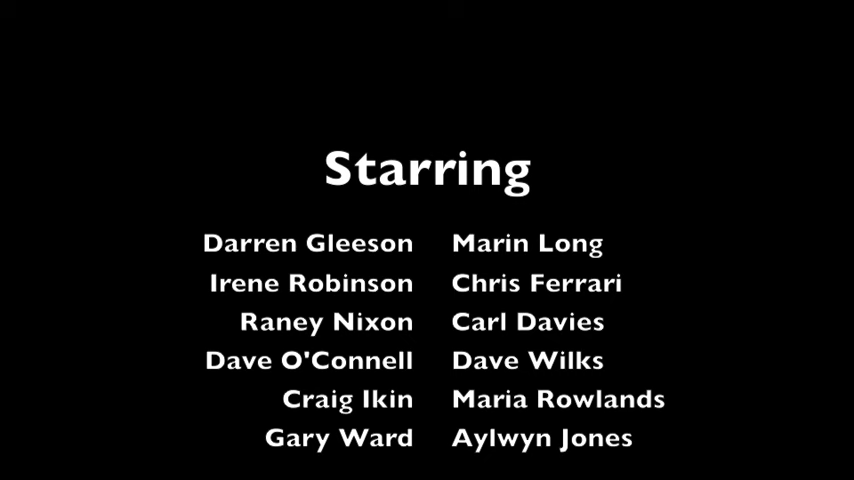 Starring
Darren Gleeson Marin Long
Irene Robinson Chris Ferrari
Raney Nixon Carl Davies
Dave O'Connell Dave Wilks
Craig Ikin Maria Rowlands
Gary Ward Aylwyn Jones